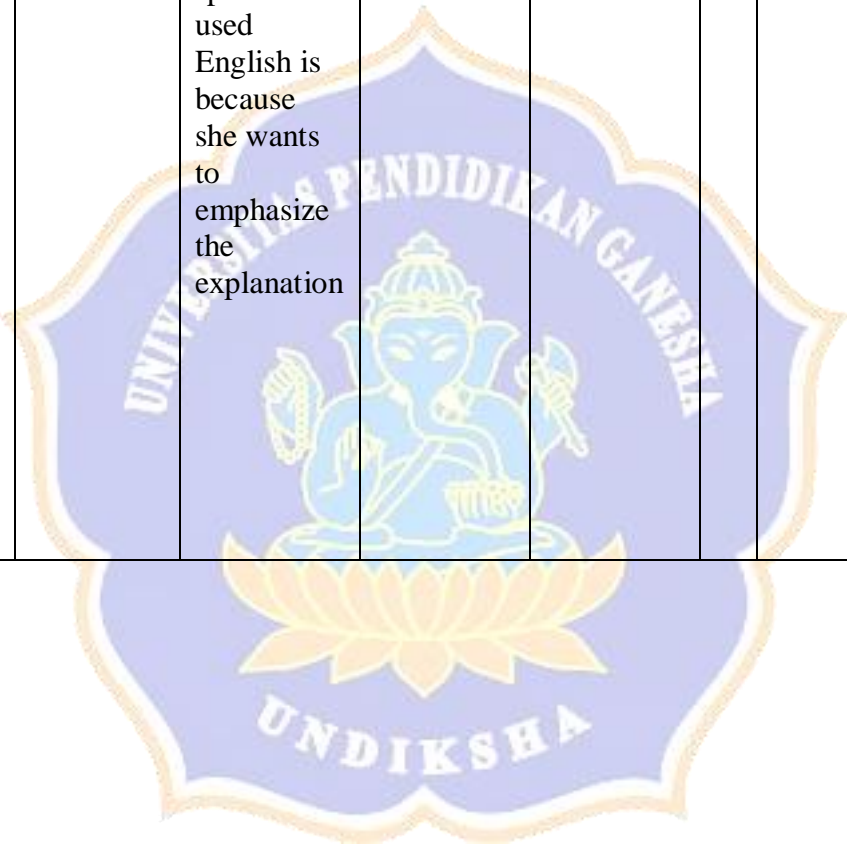 used
English is
because
she wants
to
emphasize
the
explanation
UNIVERSITAS PENDIDIKAN GANESHA
UNDIKSHA